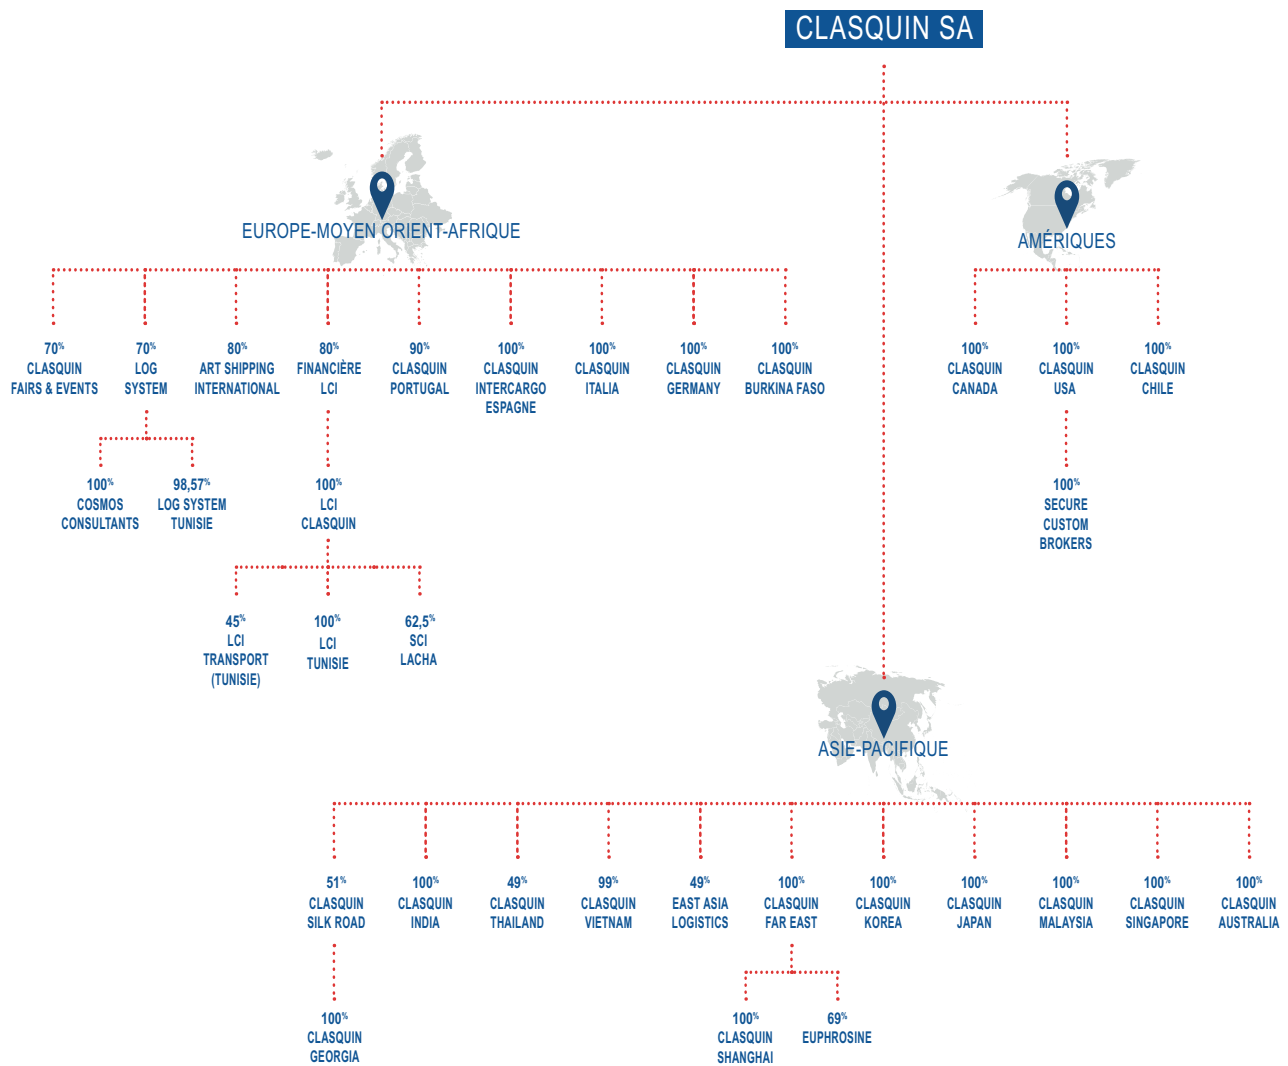 CLASQUIN SA
EUROPE-MOYEN ORIENT-AFRIQUE
AMÉRIQUES
70%
CLASQUIN
FAIRS & EVENTS
70%
LOG
SYSTEM
80%
ART SHIPPING
INTERNATIONAL
80%
FINANCIÈRE
LCI
90%
CLASQUIN
PORTUGAL
100%
CLASQUIN
INTERCARGO
ESPAGNE
100%
CLASQUIN
ITALIA
100%
CLASQUIN
GERMANY
100%
CLASQUIN
BURKINA FASO
100%
CLASQUIN
CANADA
100%
CLASQUIN
USA
100%
CLASQUIN
CHILE
100%
COSMOS
CONSULTANTS
98,57%
LOG SYSTEM
TUNISIE
100%
LCI
CLASQUIN
100%
SECURE
CUSTOM
BROKERS
45%
LCI
TRANSPORT
(TUNISIE)
100%
LCI
TUNISIE
62,5%
SCI
LACHA
ASIE-PACIFIQUE
51%
CLASQUIN
SILK ROAD
100%
CLASQUIN
INDIA
49%
CLASQUIN
THAILAND
99%
CLASQUIN
VIETNAM
49%
EAST ASIA
LOGISTICS
100%
CLASQUIN
FAR EAST
100%
CLASQUIN
KOREA
100%
CLASQUIN
JAPAN
100%
CLASQUIN
MALAYSIA
100%
CLASQUIN
SINGAPORE
100%
CLASQUIN
AUSTRALIA
100%
CLASQUIN
GEORGIA
100%
CLASQUIN
SHANGHAI
69%
EUPHROSINE